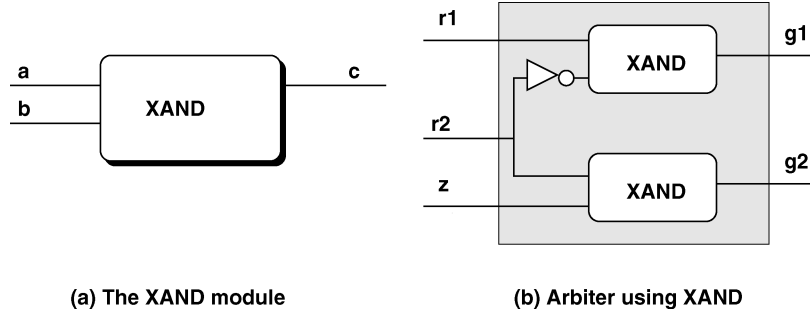 a
b
XAND
c
r1
r2
z
XAND
XAND
g1
g2
(a) The XAND module
(b) Arbiter using XAND